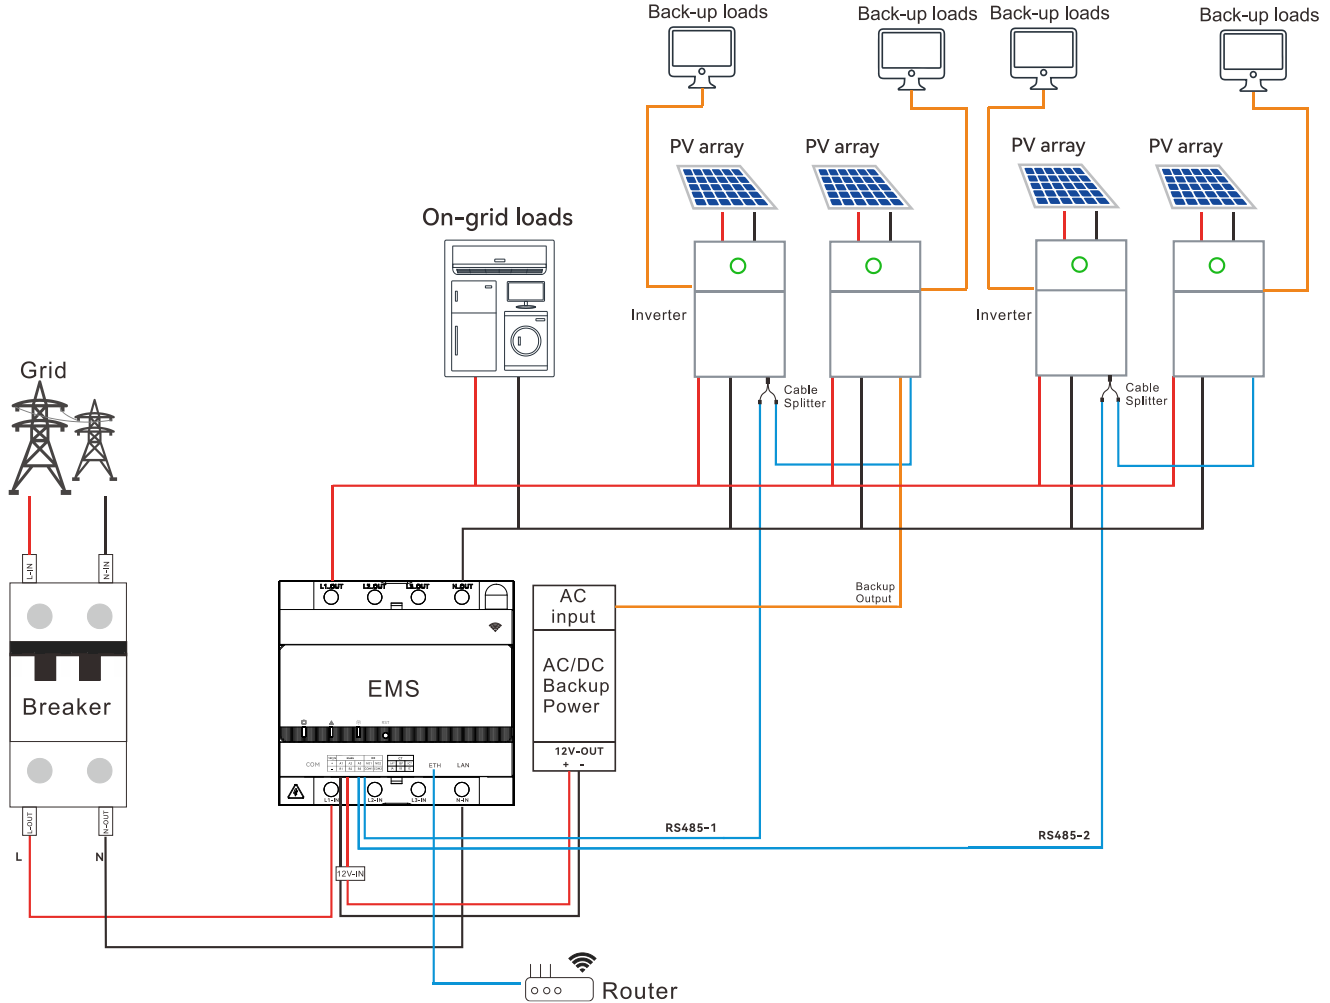 Back-up loads
Back-up loads
Back-up loads
Back-up loads
PV array
PV array
PV array
PV array
On-grid loads
Inverter
Inverter
Grid
Cable
Splitter
Cable
Splitter
L-IN
N-IN
L1-OUT
L2-OUT
L3-OUT
N-OUT
Backup
Output
AC
input
AC/DC
Backup
Power
EMS
Breaker
RST
12V-OUT
+ -
COM
ETH
LAN
L1-IN
L2-IN
L3-IN
N-IN
L-OUT
N-OUT
L
N
RS485-1
RS485-2
12V-IN
Router